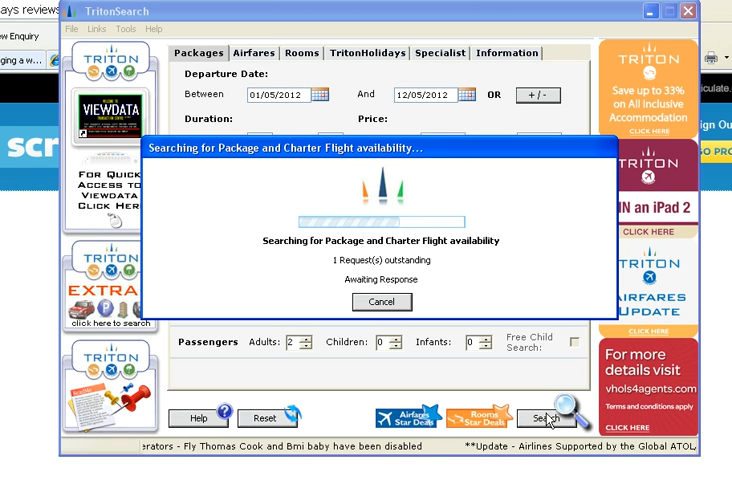 ays reviews
TritonSearch
File Links Tools Help
ew Enquiry
ging a w...
TRITON
WELCOME TO
VIEWDATA
FOR QUICK
ACCESS TO
VIEWDATA
CLICK HERE
scr
TRITON
EXTRA
click here to search
TRITON
Packages Airfares Rooms TritonHolidays Specialist Information
Departure Date:
Between 01/05/2012 And 12/05/2012 OR + / -
Duration: Price:
Searching for Package and Charter Flight availability...
Searching for Package and Charter Flight availability
1 Request(s) outstanding
Awaiting Response
Cancel
Passengers Adults: 2 Children: 0 Infants: 0 Free Child
Search:
Help Reset Airfares
Star Deals Rooms
Star Deals Search
erators - Fly Thomas Cook and Bmi baby have been disabled **Update - Airlines Supported by the Global ATOL,
TRITON
Save up to 33%
on All Inclusive
Accommodation
CLICK HERE
TRITON
IN an iPad 2
CLICK HERE
TRITON
AIRFARES
UPDATE
CLICK HERE
For more
details visit
vhols4agents.com
Terms and conditions apply
CLICK HERE
iculate.
ign Ou
GO PRO